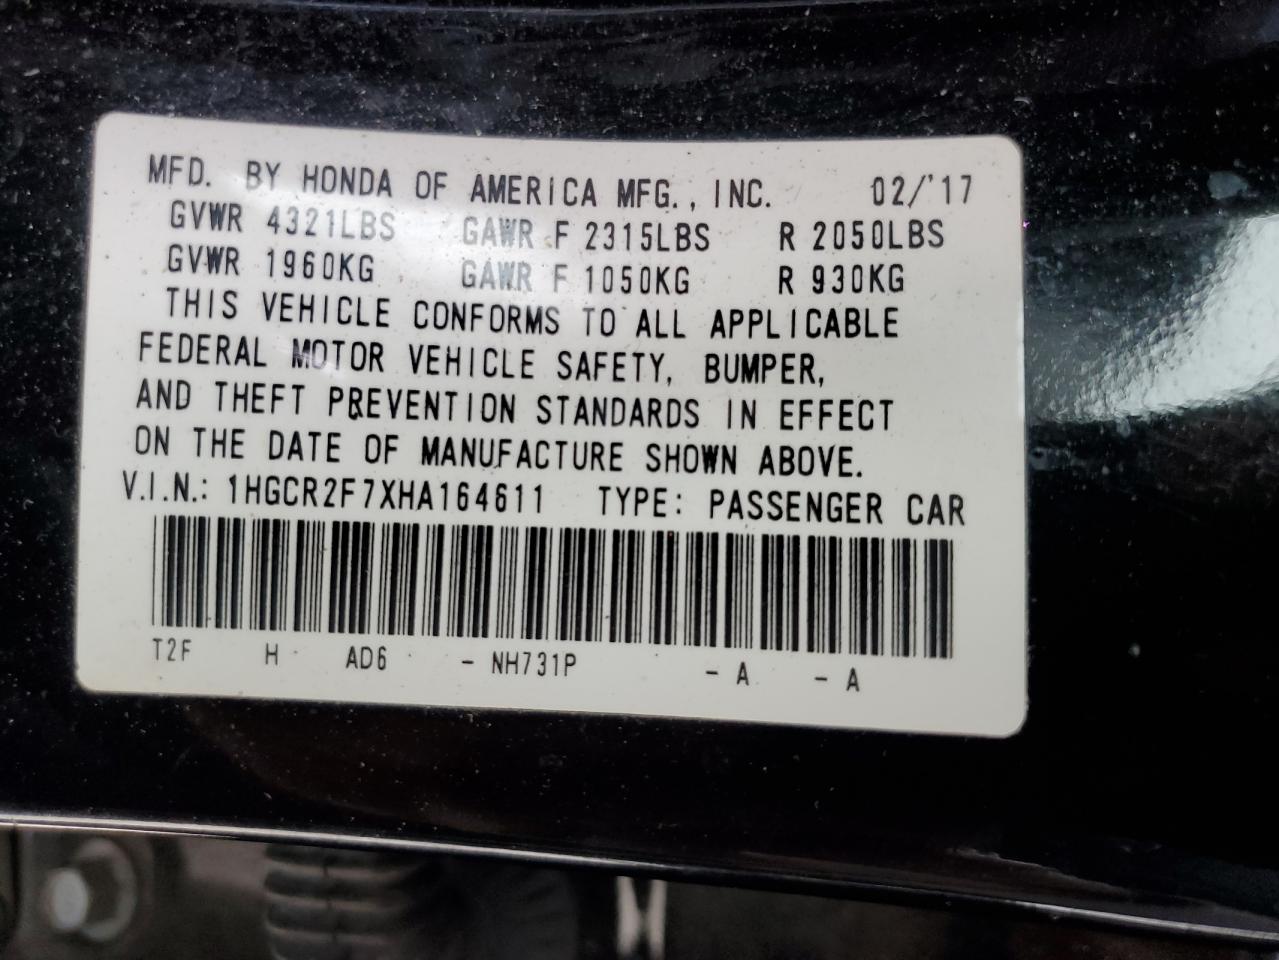 MFD. BY HONDA OF AMERICA MFG., INC. 02/'17
GVWR 4321LBS GAWR F 2315LBS R 2050LBS
GVWR 1960KG GAWR F 1050KG R 930KG
THIS VEHICLE CONFORMS TO ALL APPLICABLE
FEDERAL MOTOR VEHICLE SAFETY, BUMPER,
AND THEFT PREVENTION STANDARDS IN EFFECT
ON THE DATE OF MANUFACTURE SHOWN ABOVE.
V.I.N.: 1HGCR2F7XHA164611 TYPE: PASSENGER CAR
T2F H AD6 - NH731P - A - A